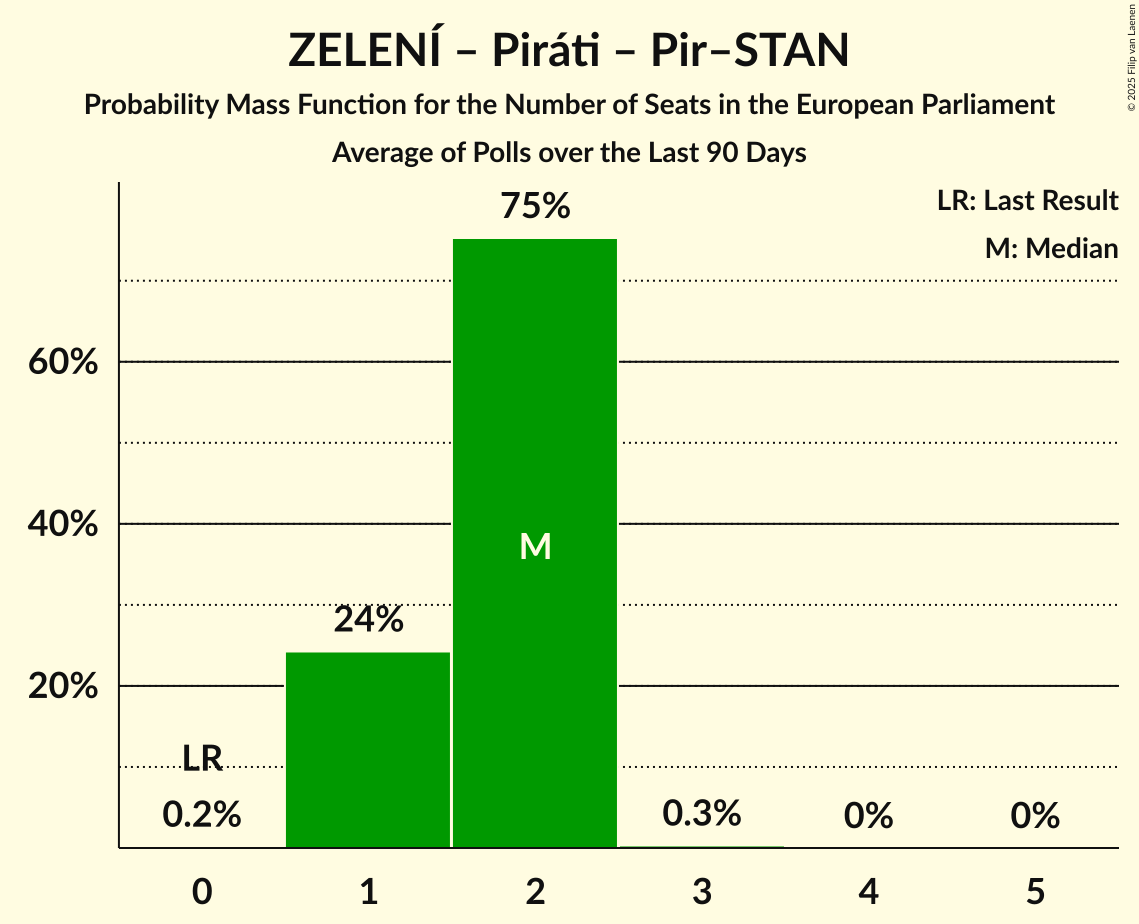 ZELENÍ – Piráti – Pir–STAN
Probability Mass Function for the Number of Seats in the European Parliament
Average of Polls over the Last 90 Days
© 2025 Filip van Laenen
LR: Last Result
M: Median
75%
60%
40%
M
24%
20%
LR
0.2%
0.3%
0%
0%
0
1
2
3
4
5